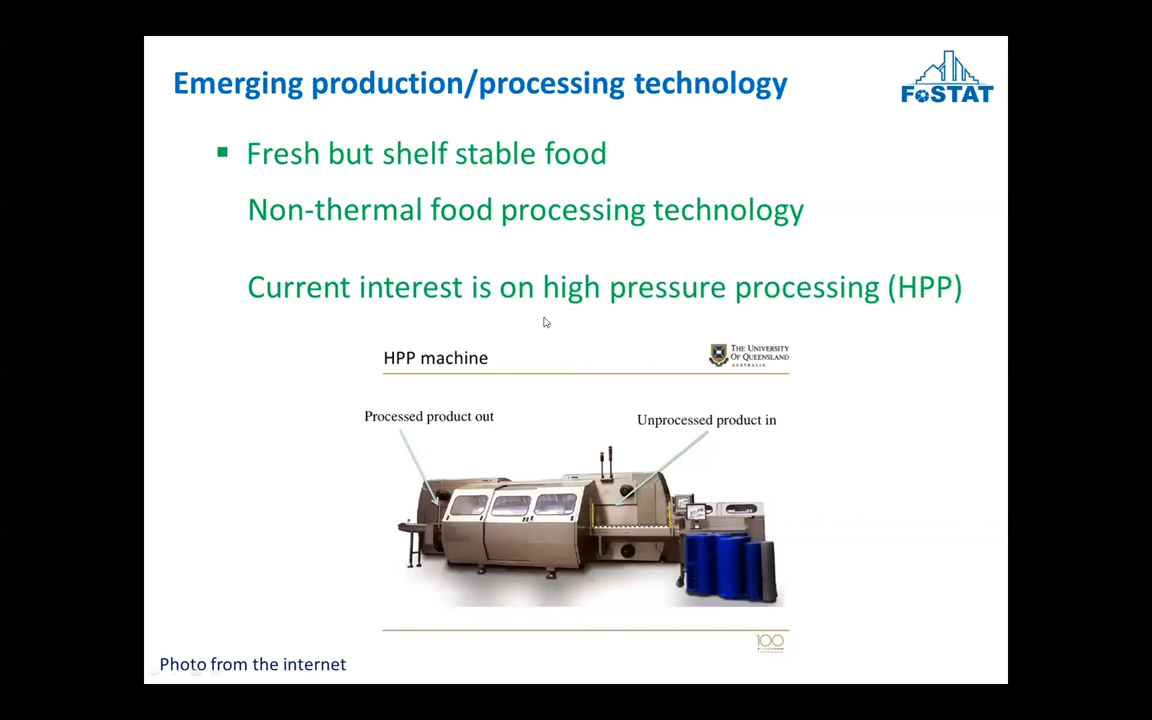 Emerging production/processing technology
FoSTAT
Fresh but shelf stable food
Non-thermal food processing technology
Current interest is on high pressure processing (HPP)
HPP machine
THE UNIVERSITY
OF QUEENSLAND
AUSTRALIA
Processed product out
Unprocessed product in
100
Photo from the internet